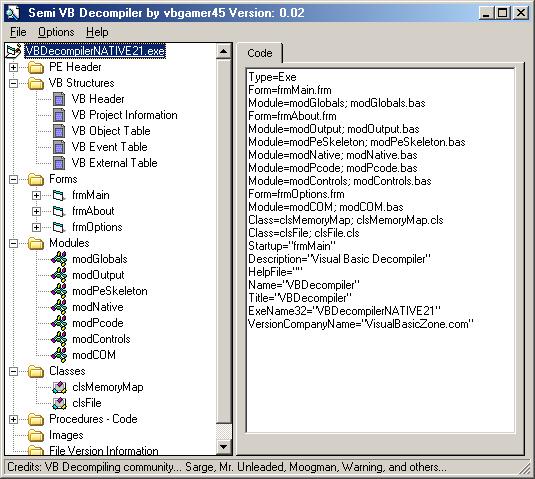 Semi VB Decompiler by vbgamer45 Version: 0.02
File Options Help
VBDecompilerNATIVE21.exe
PE Header
VB Structures
VB Header
VB Project Information
VB Object Table
VB Event Table
VB External Table
Forms
frmMain
frmAbout
frmOptions
Modules
modGlobals
modOutput
modPeSkeleton
modNative
modPcode
modControls
modCOM
Classes
clsMemoryMap
clsFile
Procedures - Code
Images
File Version Information
Code
Type=Exe
Form=frmMain.frm
Module=modGlobals; modGlobals.bas
Form=frmAbout.frm
Module=modOutput; modOutput.bas
Module=modPeSkeleton; modPeSkeleton.bas
Module=modNative; modNative.bas
Module=modPcode; modPcode.bas
Module=modControls; modControls.bas
Form=frmOptions.frm
Module=modCOM; modCOM.bas
Class=clsMemoryMap; clsMemoryMap.cls
Class=clsFile; clsFile.cls
Startup="frmMain"
Description="Visual Basic Decompiler"
HelpFile=""
Name="VBDecompiler"
Title="VBDecompiler"
ExeName32="VBDecompilerNATIVE21"
VersionCompanyName="VisualBasicZone.com"
Credits: VB Decompiling community... Sarge, Mr. Unleaded, Moogman, Warning, and others...